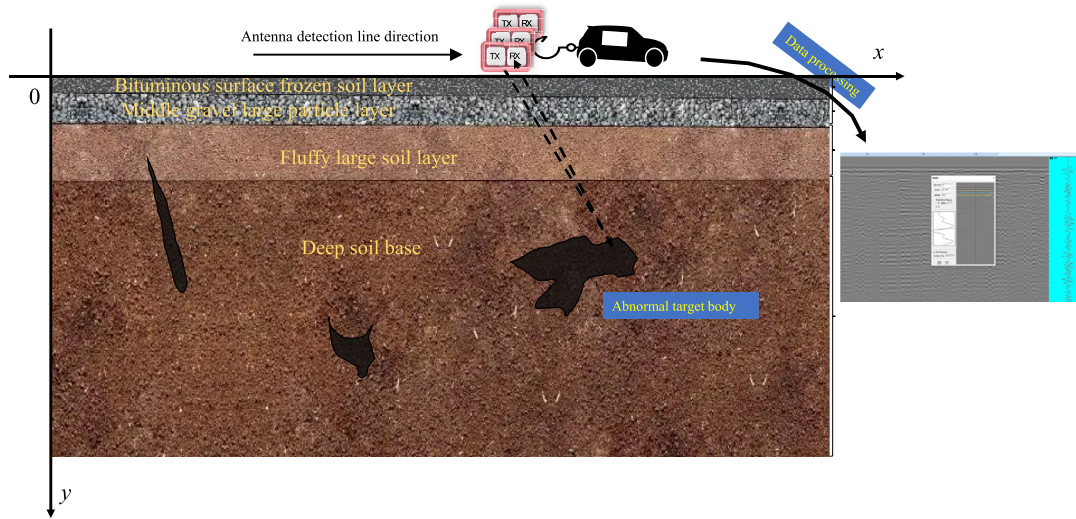 TX RX
TX RX
TX RX
Antenna detection line direction
x
Data processing
0
Bituminous surface frozen soil layer
Middle gravel large particle layer
Fluffy large soil layer
Deep soil base
Abnormal target body
y